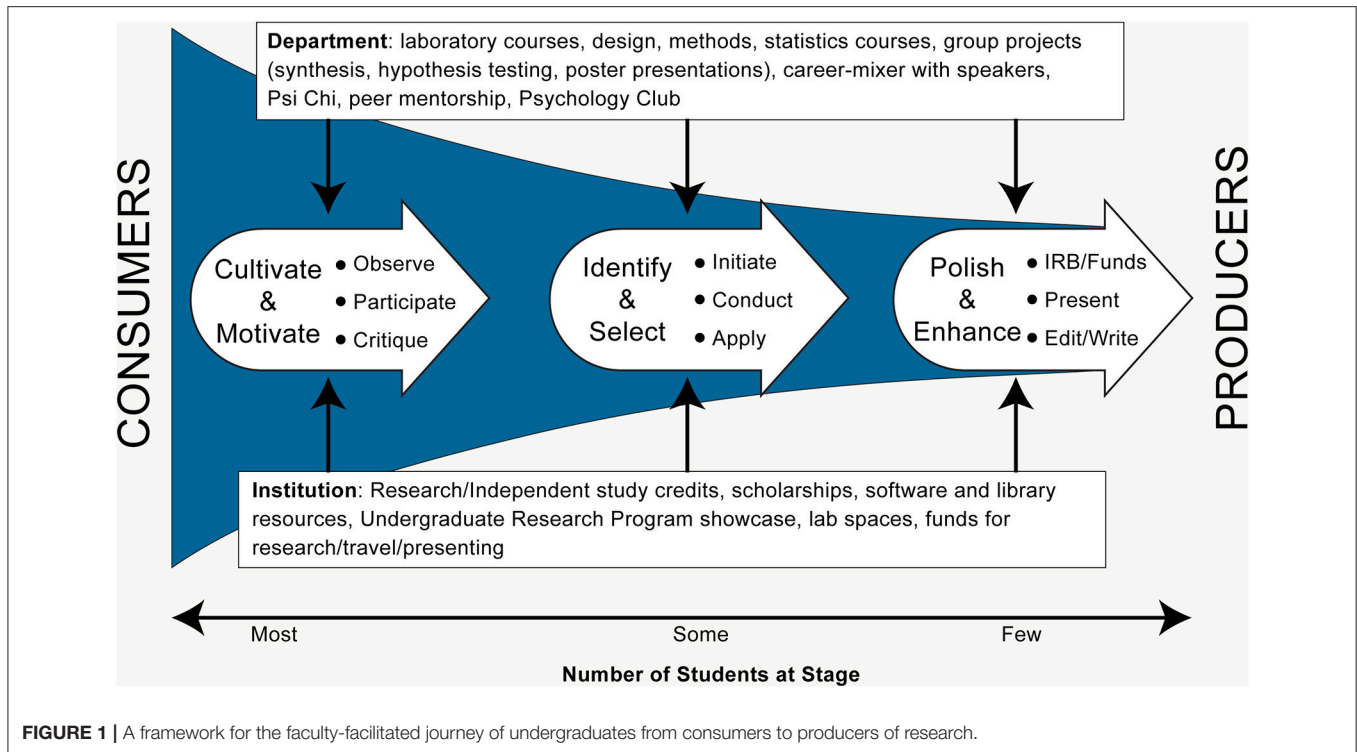 Department: laboratory courses, design, methods, statistics courses, group projects
(synthesis, hypothesis testing, poster presentations), career-mixer with speakers,
Psi Chi, peer mentorship, Psychology Club
CONSUMERS
Cultivate
&
Motivate
• Observe
• Participate
• Critique
Identify
&
Select
• Initiate
• Conduct
• Apply
Polish
&
Enhance
• IRB/Funds
• Present
• Edit/Write
PRODUCERS
Institution: Research/Independent study credits, scholarships, software and library
resources, Undergraduate Research Program showcase, lab spaces, funds for
research/travel/presenting
Most
Some
Few
Number of Students at Stage
FIGURE 1 | A framework for the faculty-facilitated journey of undergraduates from consumers to producers of research.